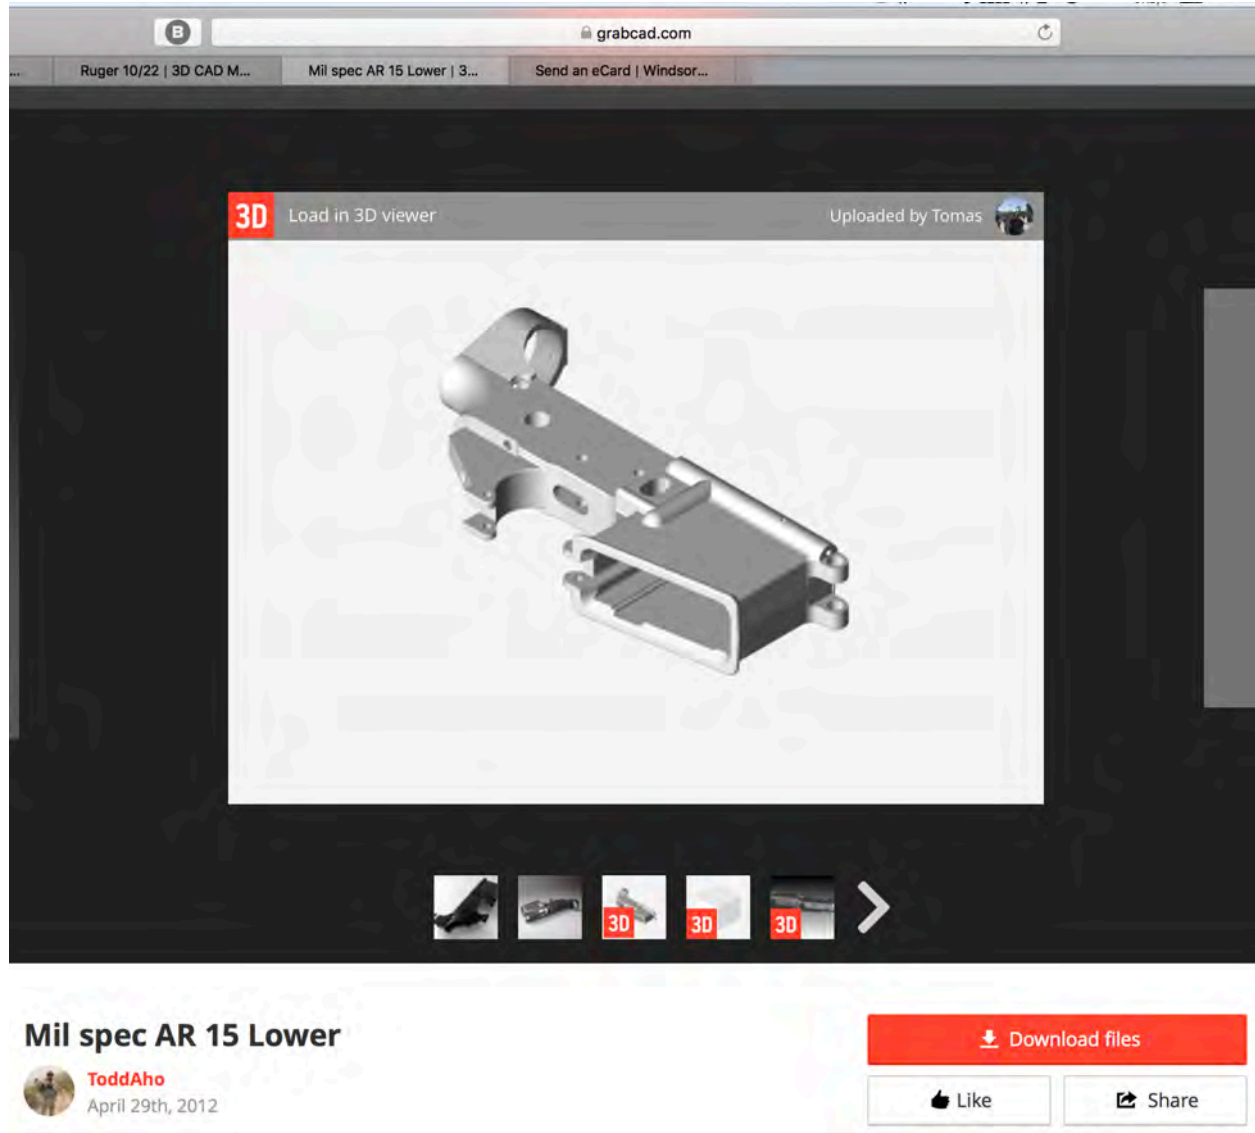 B
grabcad.com
...
Ruger 10/22 | 3D CAD M...
Mil spec AR 15 Lower | 3...
Send an eCard | Windsor...
3D Load in 3D viewer
Uploaded by Tomas
3D
3D
3D
Mil spec AR 15 Lower
Download files
ToddAho
April 29th, 2012
Like
Share